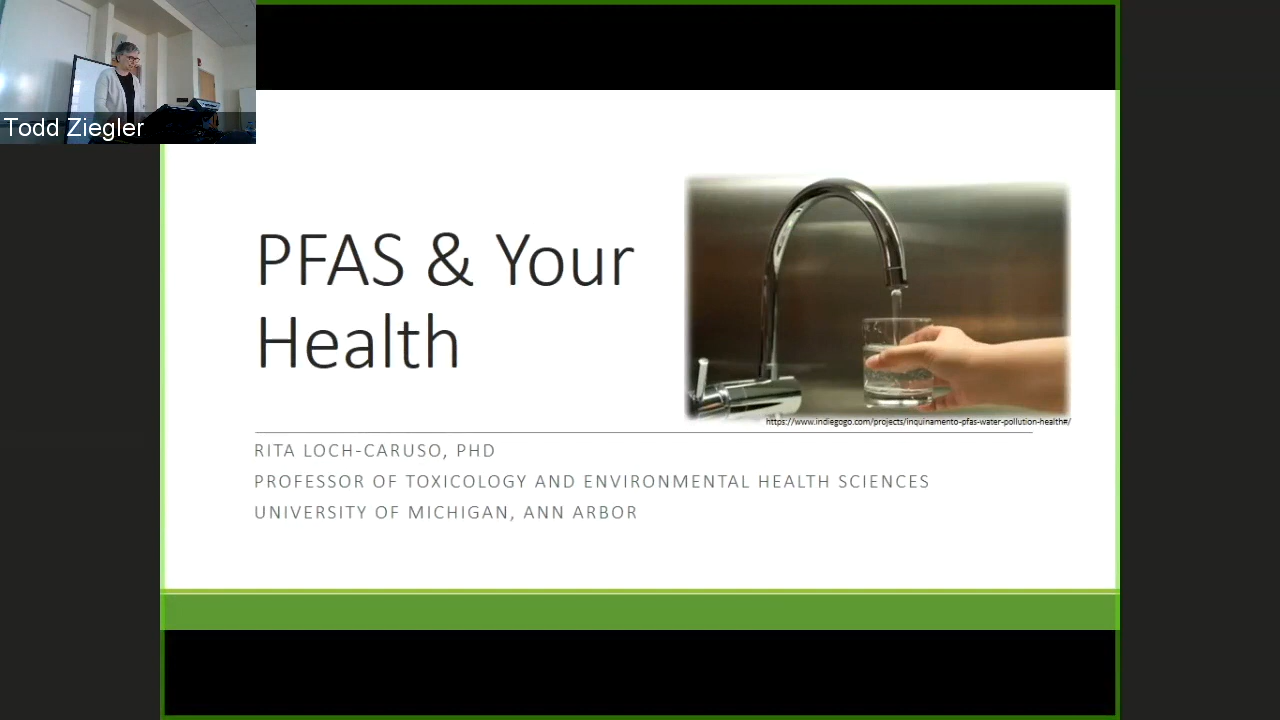 Todd Ziegler
PFAS & Your
Health
https://www.indiegogo.com/projects/inquinamento-pfas-water-pollution-health#/
RITA LOCH-CARUSO, PHD
PROFESSOR OF TOXICOLOGY AND ENVIRONMENTAL HEALTH SCIENCES
UNIVERSITY OF MICHIGAN, ANN ARBOR